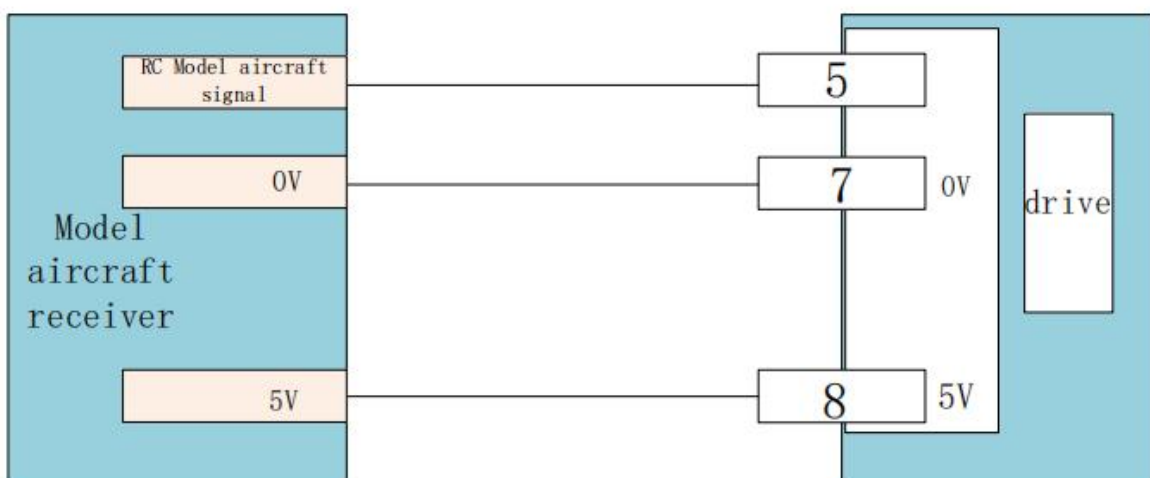 RC Model aircraft
signal
5
0V
7
0V
Model
aircraft
receiver
drive
5V
8
5V